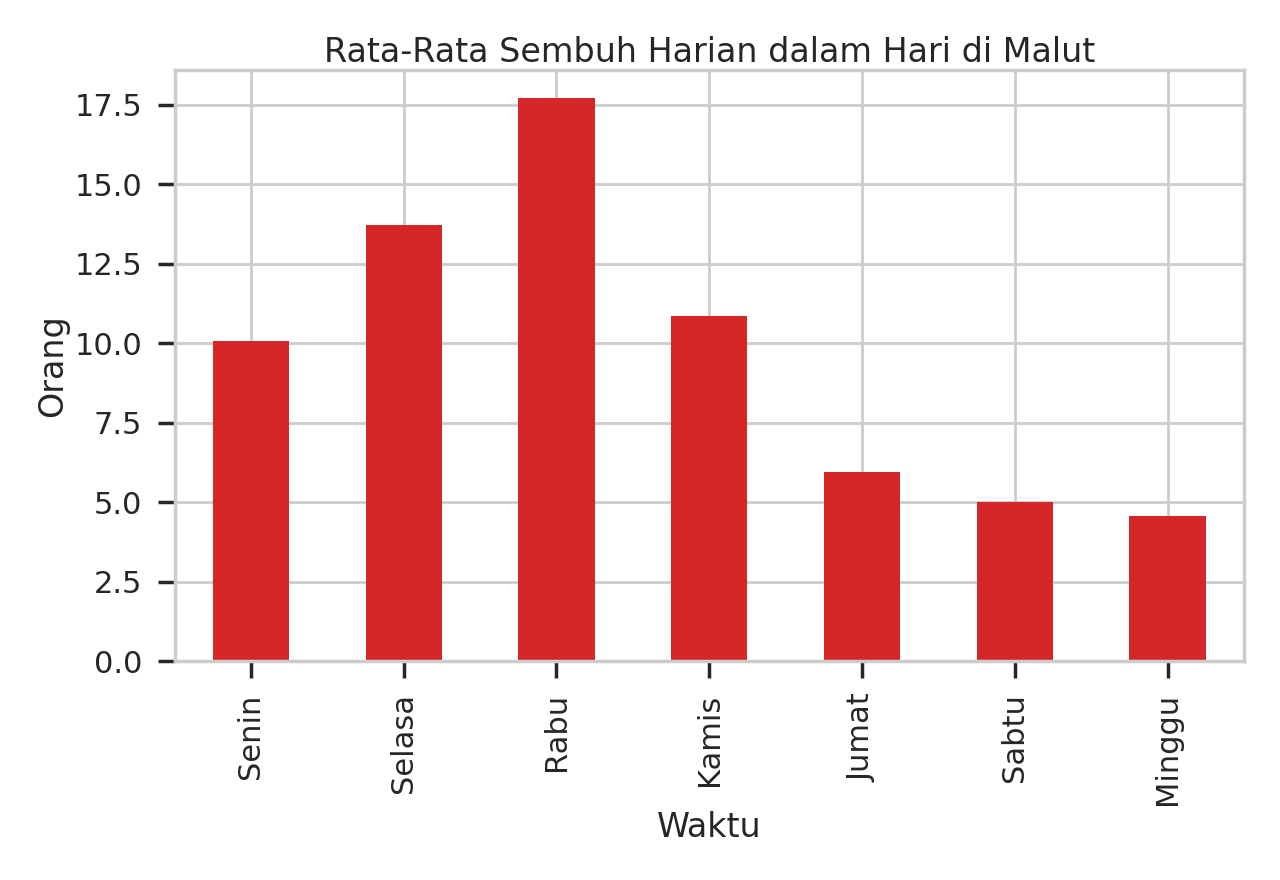 Rata-Rata Sembuh Harian dalam Hari di Malut
Orang
17.5
15.0
12.5
10.0
7.5
5.0
2.5
0.0
Senin
Selasa
Rabu
Kamis
Jumat
Sabtu
Minggu
Waktu